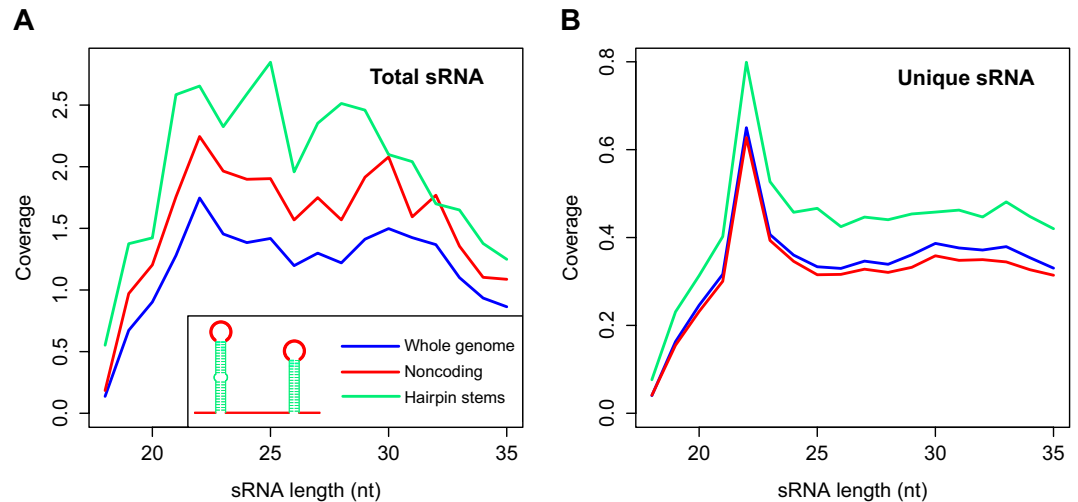 A
Total sRNA
Coverage
0.0
0.5
1.0
1.5
2.0
2.5
Whole genome
Noncoding
Hairpin stems
20
25
30
35
sRNA length (nt)
B
Unique sRNA
Coverage
0.0
0.2
0.4
0.6
0.8
20
25
30
35
sRNA length (nt)